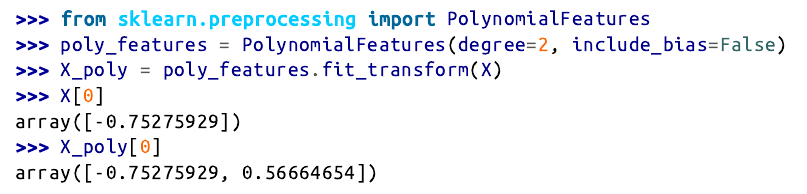 >>> from sklearn.preprocessing import PolynomialFeatures
>>> poly_features = PolynomialFeatures(degree=2, include_bias=False)
>>> X_poly = poly_features.fit_transform(X)
>>> X[0]
array([-0.75275929])
>>> X_poly[0]
array([-0.75275929, 0.56664654])